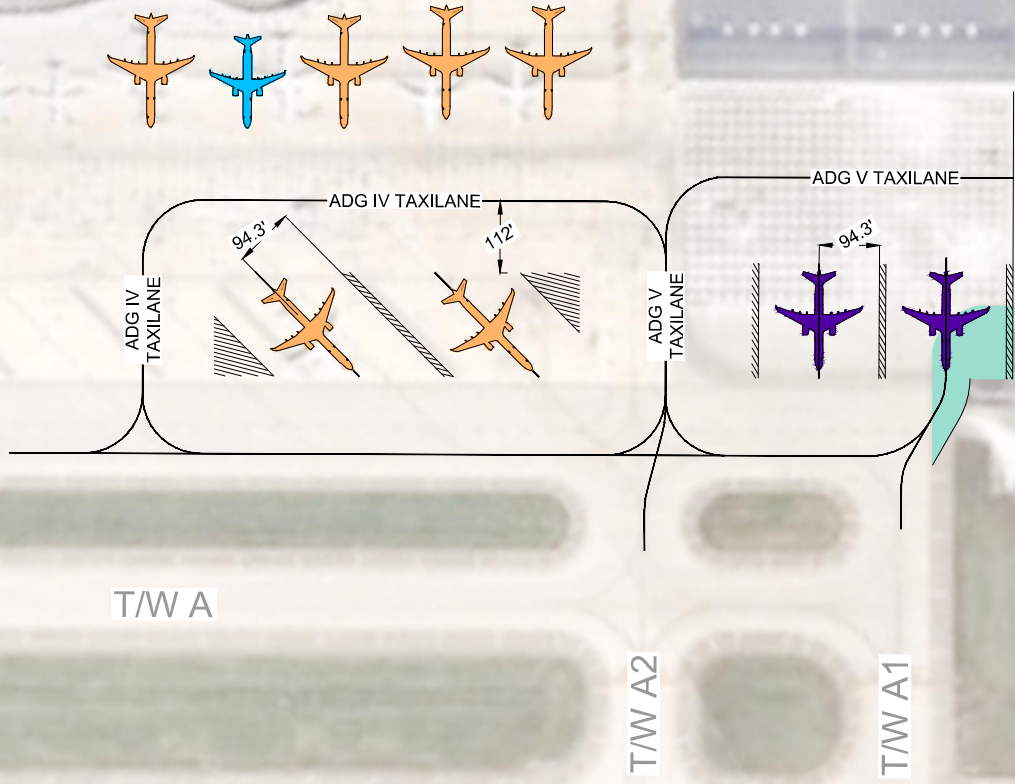 ADG V TAXILANE
ADG IV TAXILANE
94.3'
112'
94.3'
ADG IV
TAXILANE
ADG V
TAXILANE
T/W A
T/W A2
T/W A1